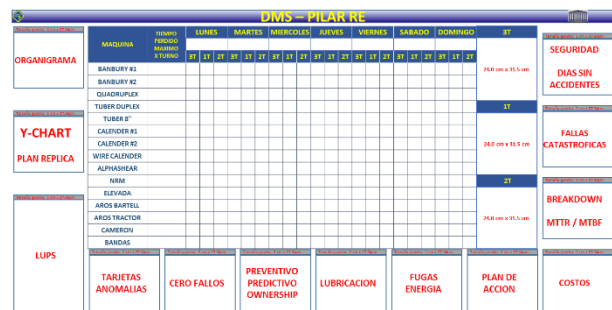 DMS – PILAR RE
ORGANIGRAMA
Y-CHART
PLAN REPLICA
LUPS
MAQUINA
TIEMPO
PERDIDO
MAXIMO
X TURNO
LUNES MARTES MIERCOLES JUEVES VIERNES SABADO DOMINGO
3T 1T 2T 3T 1T 2T 3T 1T 2T 3T 1T 2T 3T 1T 2T 3T 1T 2T 3T 1T 2T
BANBURY #1
BANBURY #2
QUADRUPLEX
TUBER DUPLEX
TUBER 8"
CALENDER #1
CALENDER #2
WIRE CALENDER
ALPHASHEAR
NRM
ELEVADA
AROS BARTELL
AROS TRACTOR
CAMERON
BANDAS
3T
24.0 cm x 31.5 cm
1T
24.0 cm x 31.5 cm
2T
24.0 cm x 31.5 cm
SEGURIDAD
DIAS SIN
ACCIDENTES
FALLAS
CATASTROFICAS
BREAKDOWN
MTTR / MTBF
TARJETAS
ANOMALIAS
CERO FALLOS
PREVENTIVO
PREDICTIVO
OWNERSHIP
LUBRICACION
FUGAS
ENERGIA
PLAN DE
ACCION
COSTOS